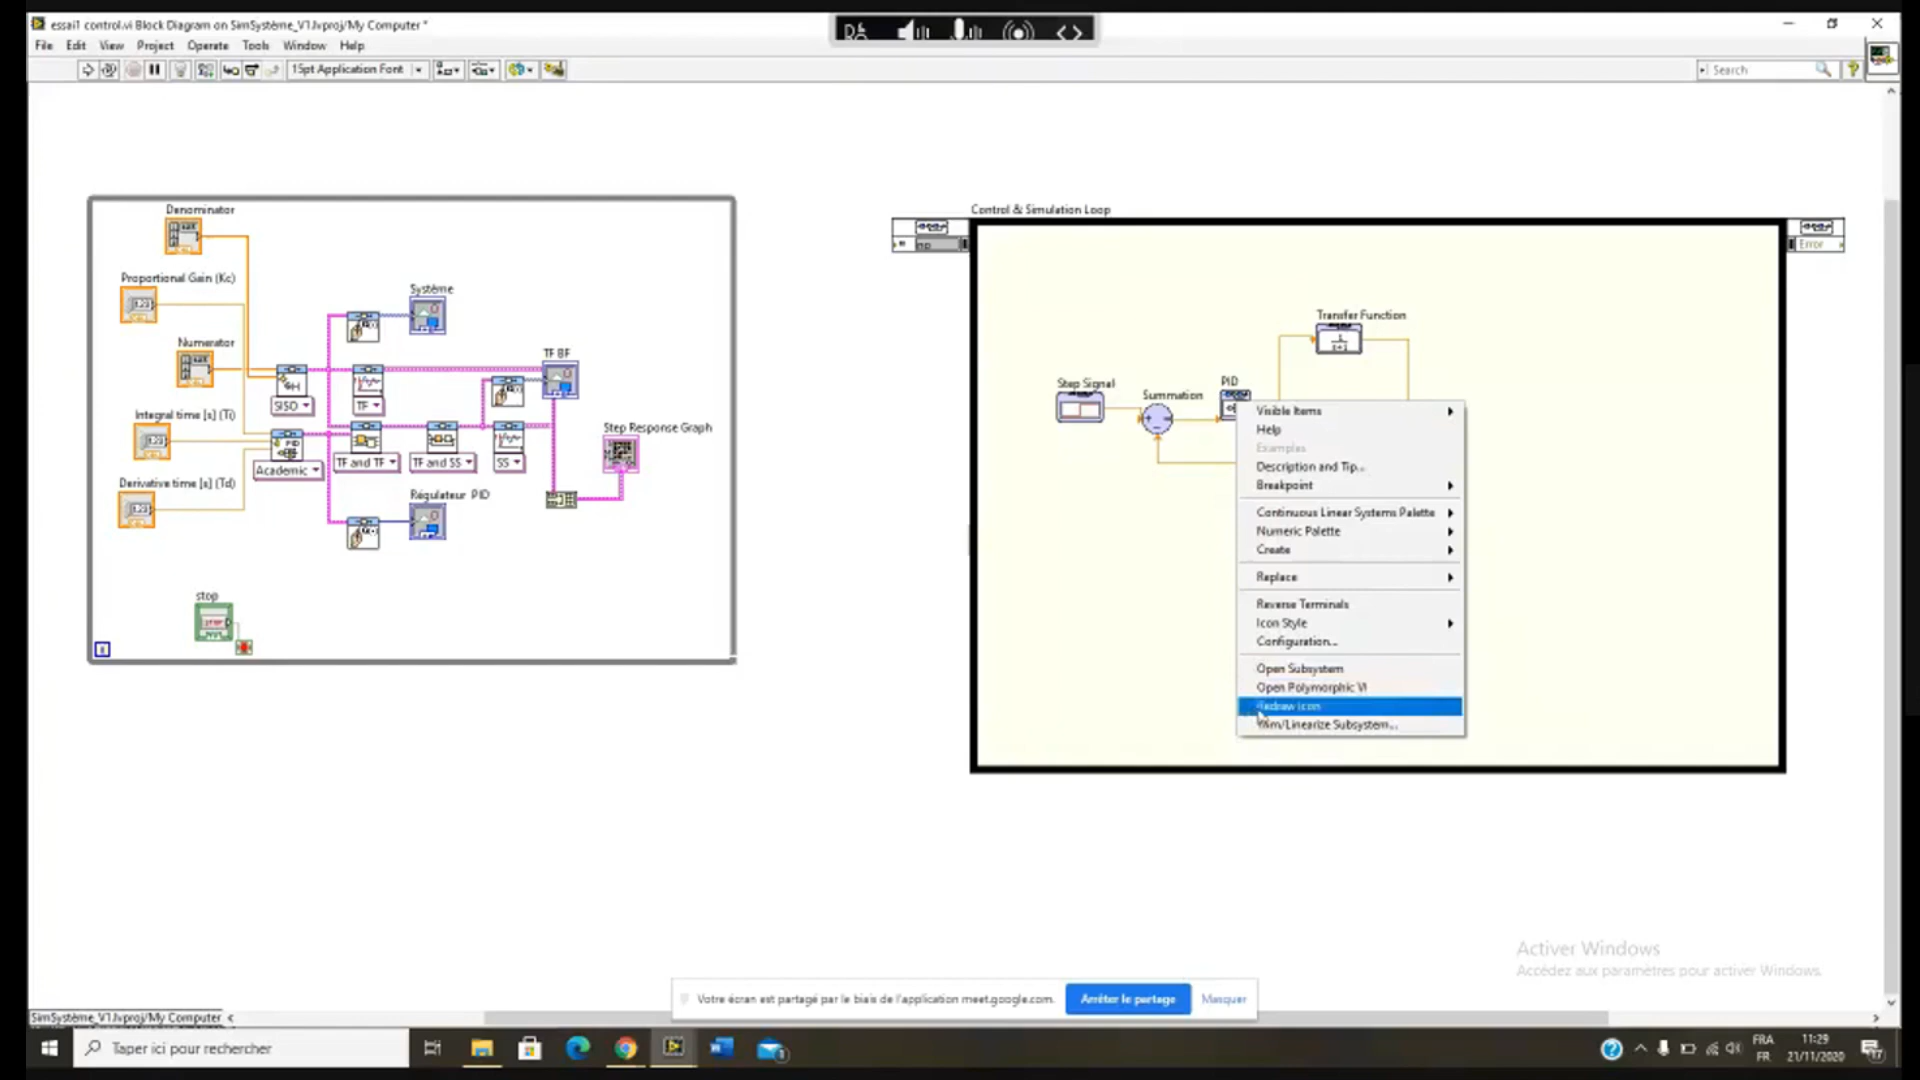 essai1 control.vi Block Diagram on SimSystème_V1.lvproj/My Computer *
File Edit View Project Operate Tools Window Help
15pt Application Font
Search
Denominator
Proportional Gain (Kc)
Numerator
Integral time [s] (Ti)
Derivative time [s] (Td)
SISO
Academic
Système
TF
TF and TF
TF and SS
SS
TF BF
Step Response Graph
Régulateur PID
stop
i
Control & Simulation Loop
Error
Step Signal
Summation
PID
Transfer Function
Visible Items
Help
Examples
Description and Tip...
Breakpoint
Continuous Linear Systems Palette
Numeric Palette
Create
Replace
Reverse Terminals
Icon Style
Configuration...
Open Subsystem
Open Polymorphic VI
Redraw Icon
Trim/Linearize Subsystem...
Activer Windows
Accédez aux paramètres pour activer Windows.
Votre écran est partagé par le biais de l'application meet.google.com.
Arrêter le partage
Masquer
SimSystème_V1.lvproj/My Computer <
Taper ici pour rechercher
FRA
FR
11:29
21/11/2020